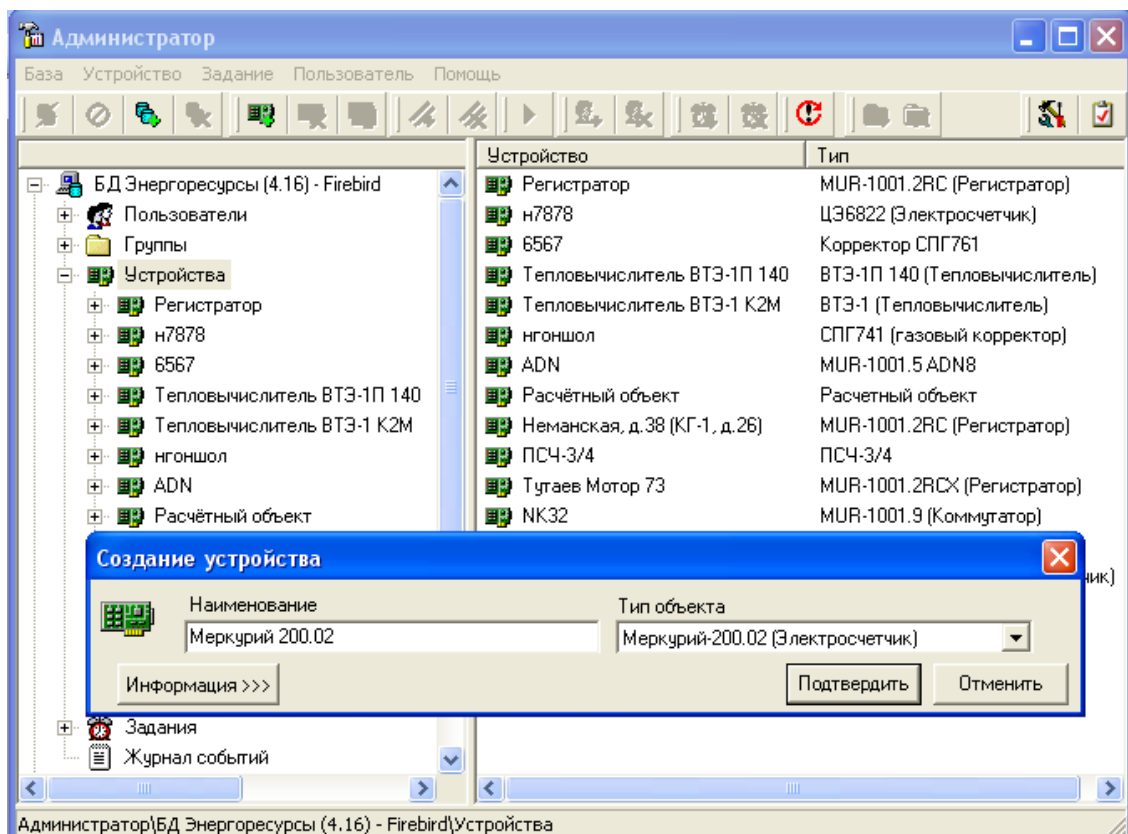 Администратор
База Устройство Задание Пользователь Помощь
Устройство Тип
БД Энергоресурсы (4.16) - Firebird
Пользователи
Группы
Устройства
Регистратор
н7878
6567
Тепловычислитель ВТЭ-1П 140
Тепловычислитель ВТЭ-1 К2М
нгоншол
ADN
Расчётный объект
Регистратор MUR-1001.2RC (Регистратор)
н7878 ЦЭ6822 (Электросчетчик)
6567 Корректор СПГ761
Тепловычислитель ВТЭ-1П 140 ВТЭ-1П 140 (Тепловычислитель)
Тепловычислитель ВТЭ-1 К2М ВТЭ-1 (Тепловычислитель)
нгоншол СПГ741 (газовый корректор)
ADN MUR-1001.5 ADN8
Расчётный объект Расчетный объект
Неманская, д.38 (КГ-1, д.26) MUR-1001.2RC (Регистратор)
ПСЧ-3/4 ПСЧ-3/4
Тутаев Мотор 73 MUR-1001.2RCX (Регистратор)
NK32 MUR-1001.9 (Коммутатор)
Создание устройства
Наименование Тип объекта
Меркурий 200.02 Меркурий-200.02 (Электросчетчик)
Информация >>> Подтвердить Отменить
Задания
Журнал событий
Администратор\БД Энергоресурсы (4.16) - Firebird\Устройства